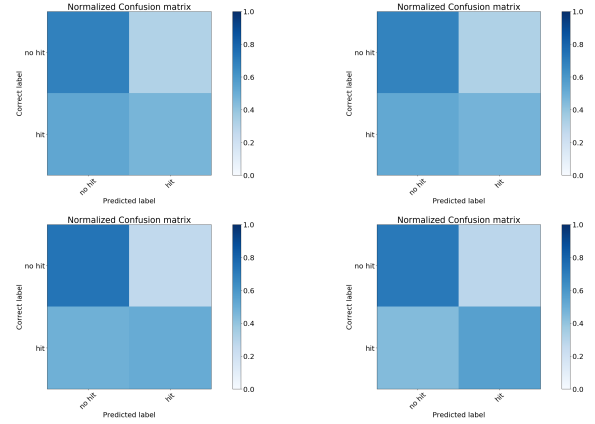 Normalized Confusion matrix
Correct label
no hit
hit
no hit
hit
Predicted label
1.0
0.8
0.6
0.4
0.2
0.0
Normalized Confusion matrix
Correct label
no hit
hit
no hit
hit
Predicted label
1.0
0.8
0.6
0.4
0.2
0.0
Normalized Confusion matrix
Correct label
no hit
hit
no hit
hit
Predicted label
1.0
0.8
0.6
0.4
0.2
0.0
Normalized Confusion matrix
Correct label
no hit
hit
no hit
hit
Predicted label
1.0
0.8
0.6
0.4
0.2
0.0